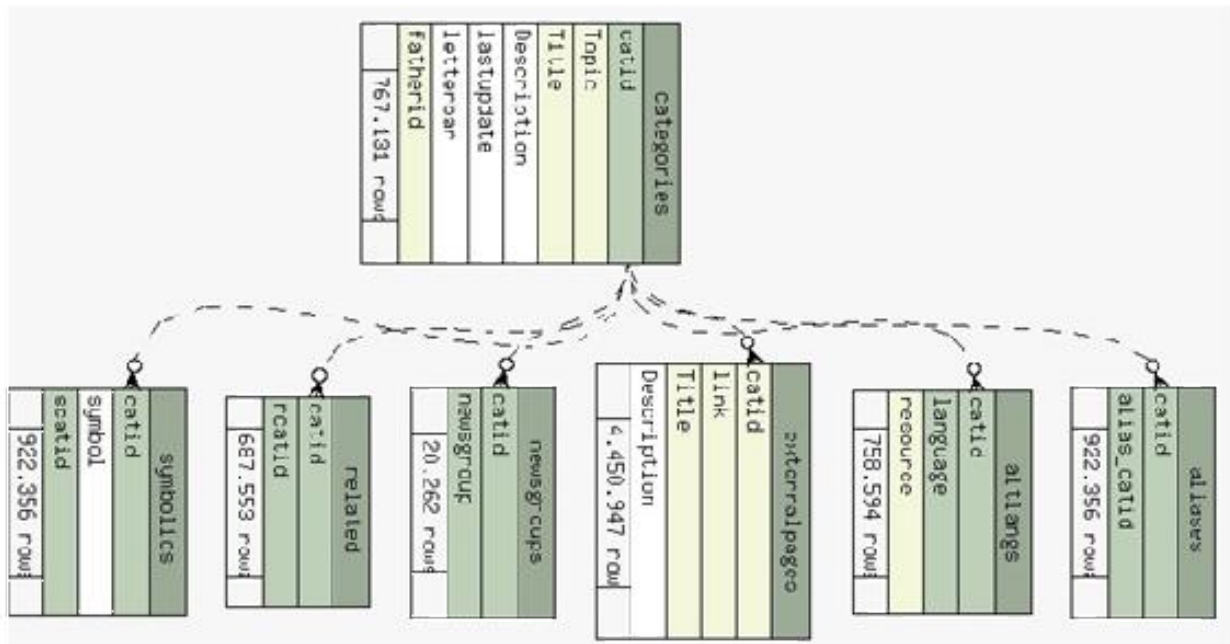 categories
catid
Topic
Title
Description
lastupdate
letterbar
fatherid
767.131 rows
symbolics
catid
symbol
scatid
922.356 rows
related
catid
rcatid
687.553 rows
newsgroups
catid
newsgroup
20.262 rows
externalpages
catid
link
Title
Description
4.450.947 row
altlangs
catid
language
resource
758.594 rows
aliases
catid
alias_catid
922.356 rows